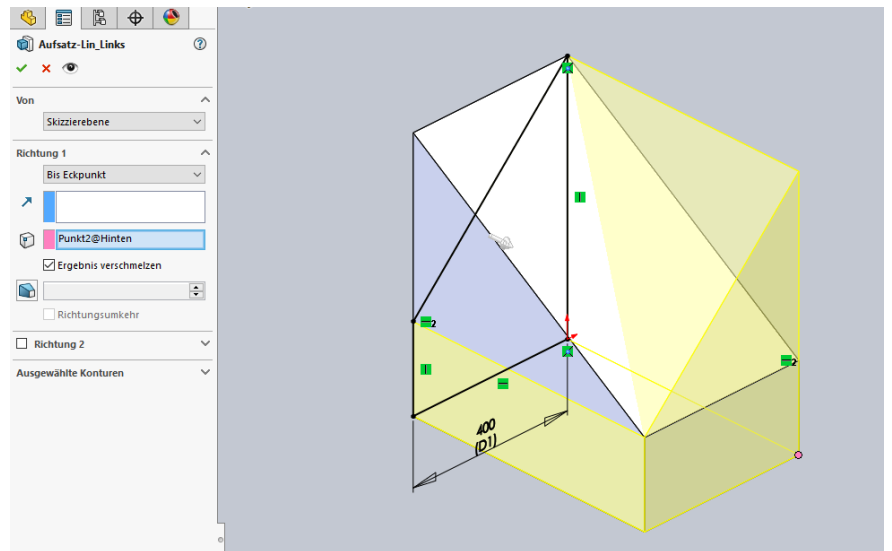 Aufsatz-Lin_Links
Von
Skizzierebene
Richtung 1
Bis Eckpunkt
Punkt2@Hinten
Ergebnis verschmelzen
Richtungsumkehr
Richtung 2
Ausgewählte Konturen
2
2
400
(D1)